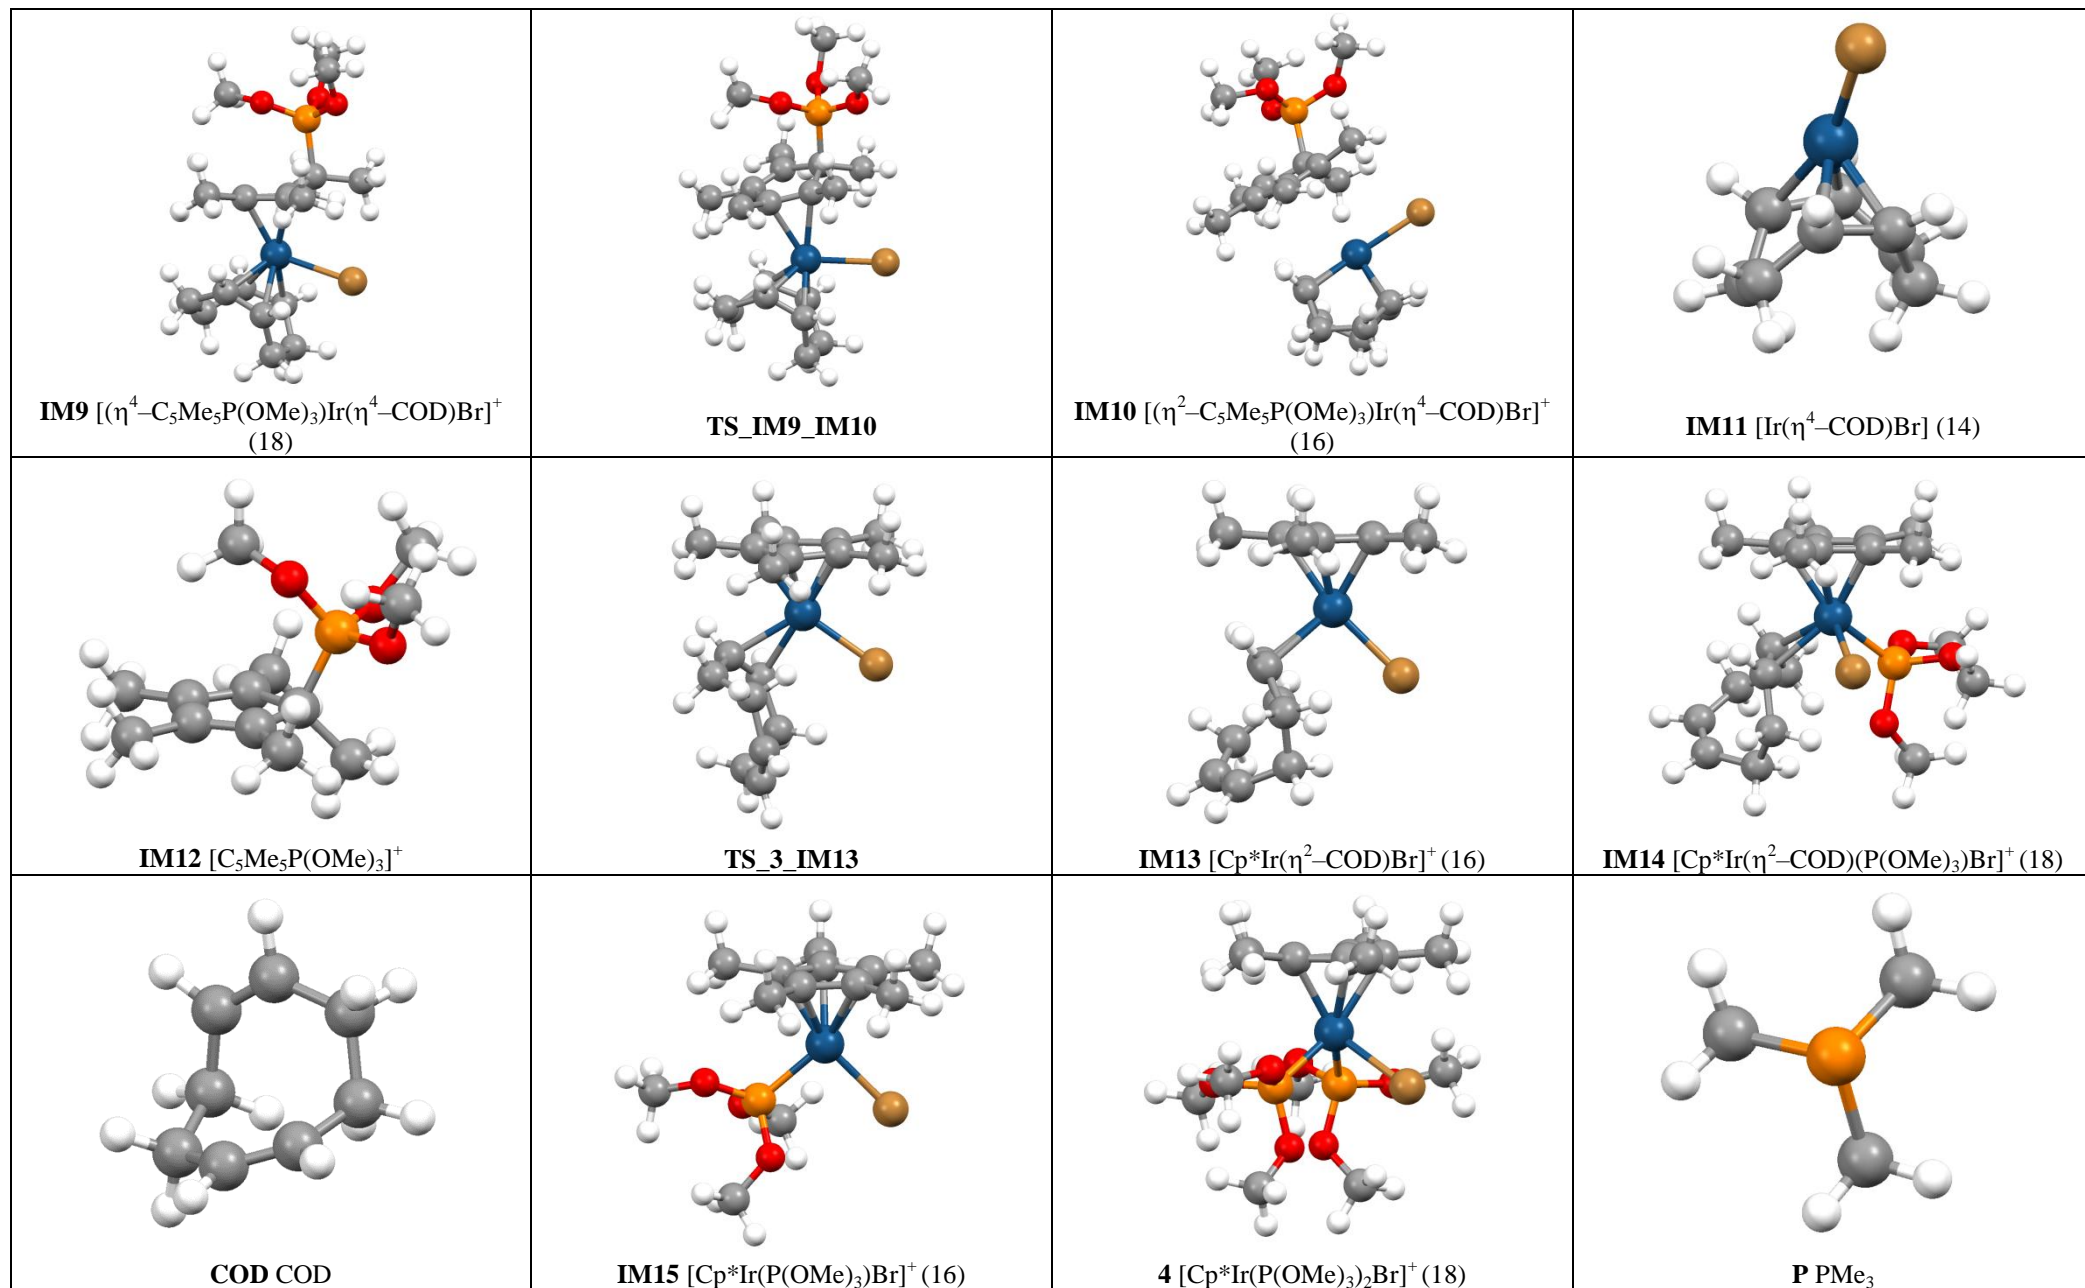 IM9 [(η⁴–C₅Me₅P(OMe)₃)Ir(η⁴–COD)Br]⁺
(18)
TS_IM9_IM10
IM10 [(η²–C₅Me₅P(OMe)₃)Ir(η⁴–COD)Br]⁺
(16)
IM11 [Ir(η⁴–COD)Br] (14)
IM12 [C₅Me₅P(OMe)₃]⁺
TS_3_IM13
IM13 [Cp*Ir(η²–COD)Br]⁺ (16)
IM14 [Cp*Ir(η²–COD)(P(OMe)₃)Br]⁺ (18)
COD COD
IM15 [Cp*Ir(P(OMe)₃)Br]⁺ (16)
4 [Cp*Ir(P(OMe)₃)₂Br]⁺ (18)
P PMe₃